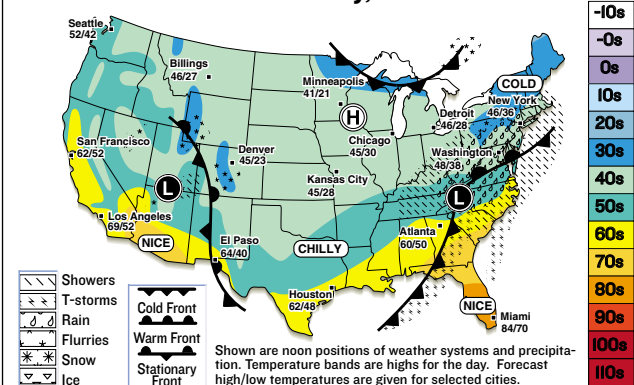 Seattle
52/42
Billings
46/27
Minneapolis
41/21
COLD
New York
46/36
Detroit
46/28
H
Chicago
45/30
Washington
48/38
San Francisco
62/52
Denver
45/23
Kansas City
45/28
L
L
Los Angeles
69/52
NICE
El Paso
64/40
CHILLY
Atlanta
60/50
Houston
62/48
NICE
Miami
84/70
-10s
-0s
0s
10s
20s
30s
40s
50s
60s
70s
80s
90s
100s
110s
Showers
T-storms
Rain
Flurries
Snow
Ice
Cold Front
Warm Front
Stationary
Front
Shown are noon positions of weather systems and precipita-
tion. Temperature bands are highs for the day. Forecast
high/low temperatures are given for selected cities.